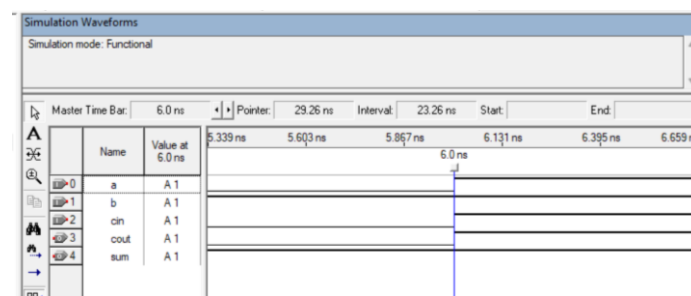 Simulation Waveforms
Simulation mode: Functional
Master Time Bar: 6.0 ns Pointer: 29.26 ns Interval: 23.26 ns Start: End:
A Name Value at 6.0 ns 5.339 ns 5.603 ns 5.867 ns 6.131 ns 6.395 ns 6.659 n
6.0 ns
0 a A 1
1 b A 1
2 cin A 1
3 cout A 1
4 sum A 1